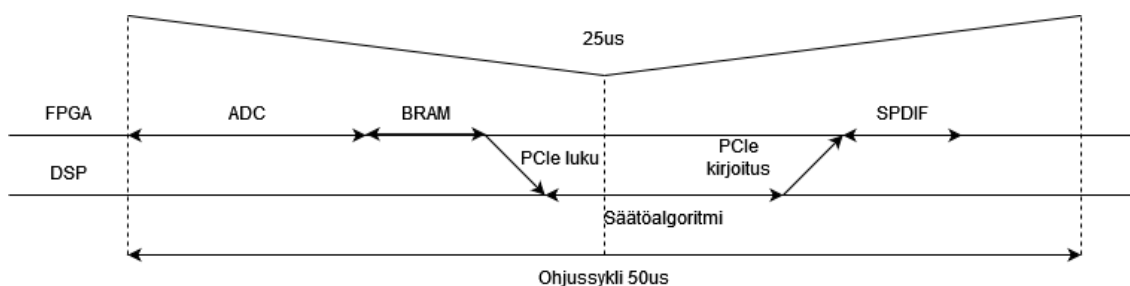 25us
FPGA
ADC
BRAM
SPDIF
PCIe luku
PCIe
kirjoitus
DSP
Säätöalgoritmi
Ohjussykli 50us